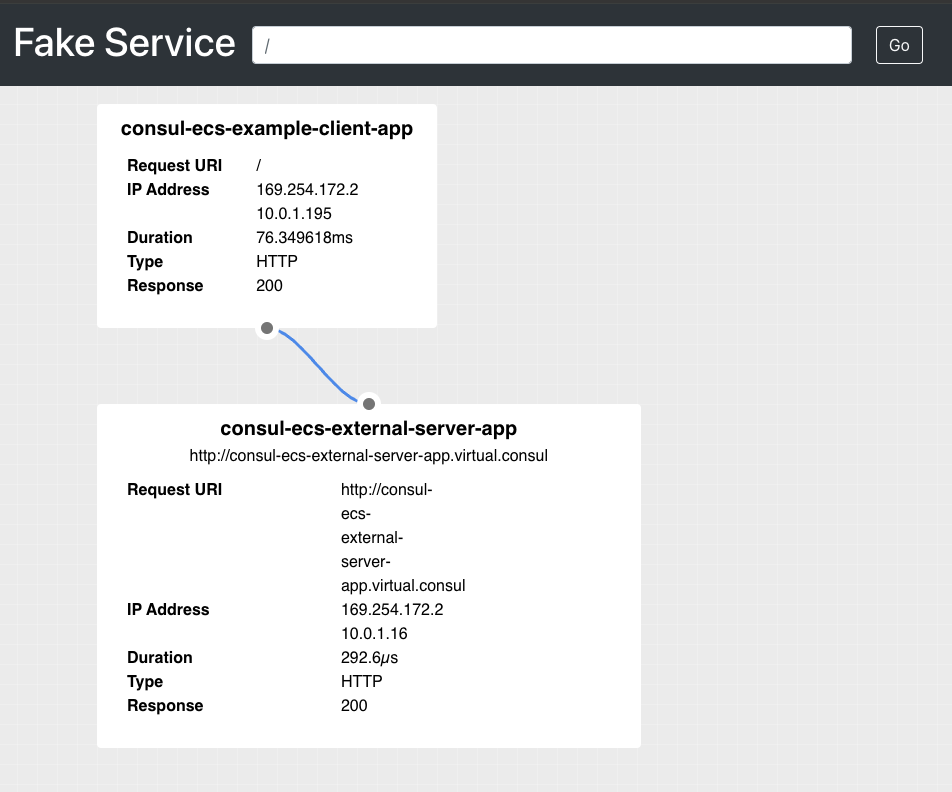 Fake Service / Go
consul-ecs-example-client-app
Request URI /
IP Address 169.254.172.2
10.0.1.195
Duration 76.349618ms
Type HTTP
Response 200
consul-ecs-external-server-app
http://consul-ecs-external-server-app.virtual.consul
Request URI http://consul-
ecs-
external-
server-
app.virtual.consul
IP Address 169.254.172.2
10.0.1.16
Duration 292.6µs
Type HTTP
Response 200